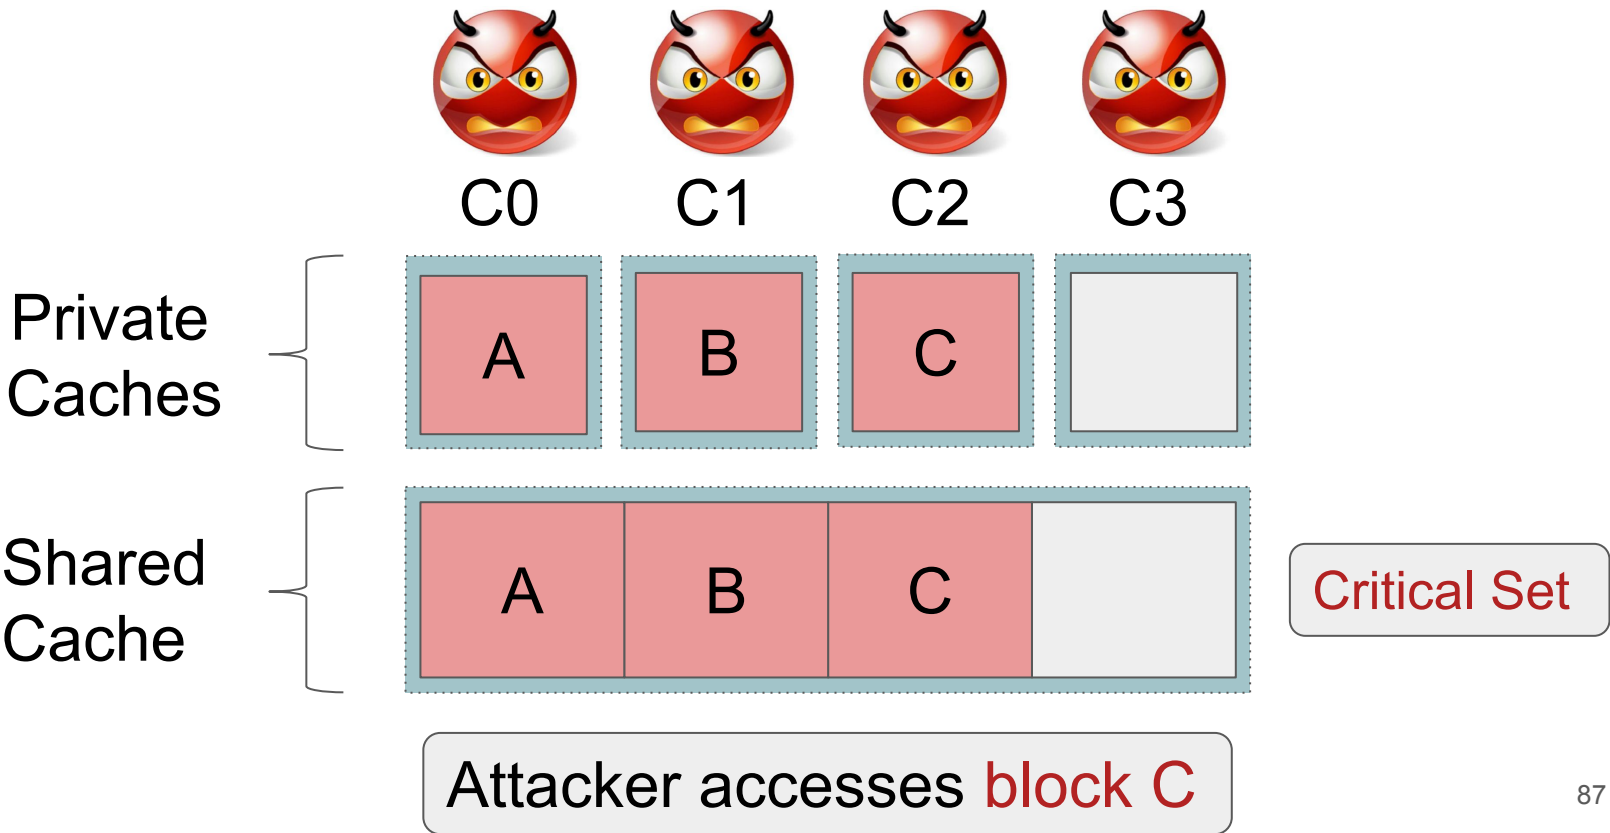 C0 C1 C2 C3
Private
Caches
A B C
Shared
Cache
A B C
Critical Set
Attacker accesses block C
87